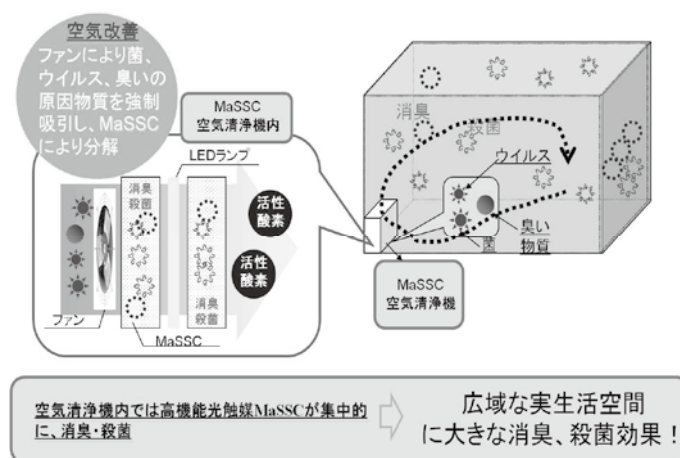 空気改善
ファンにより菌、
ウイルス、臭いの
原因物質を強制
吸引し、MaSSC
により分解
MaSSC
空気清浄機内
LEDランプ
消臭
殺菌
活性
酸素
活性
酸素
消臭
殺菌
ファン
MaSSC
消臭
殺菌
ウイルス
臭い
物質
菌
MaSSC
空気清浄機
空気清浄機内では高機能光触媒MaSSCが集中的
に、消臭・殺菌
広域な実生活空間
に大きな消臭、殺菌効果！